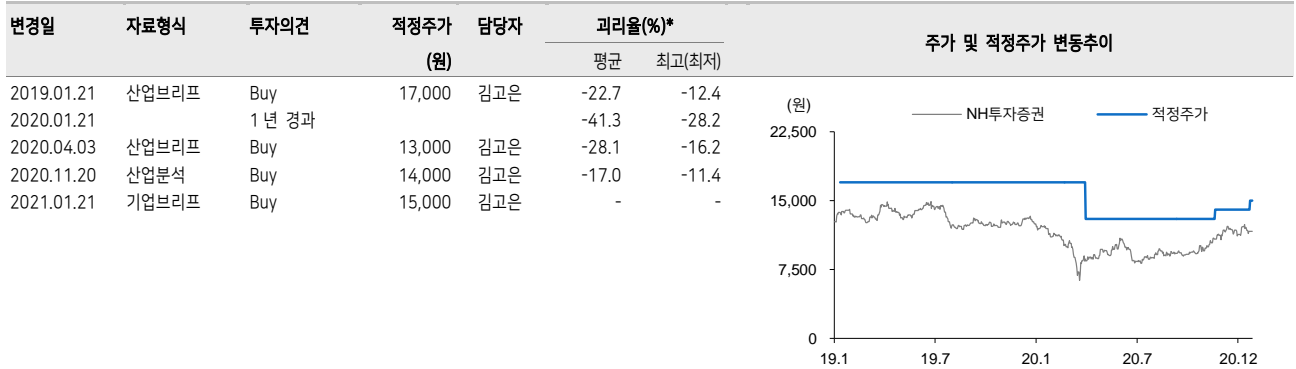 변경일 자료형식 투자의견 적정주가 담당자 괴리율(%)* 주가 및 적정주가 변동추이
(원) 평균 최고(최저)
2019.01.21 산업브리프 Buy 17,000 김고은 -22.7 -12.4
2020.01.21 1년 경과 -41.3 -28.2
2020.04.03 산업브리프 Buy 13,000 김고은 -28.1 -16.2
2020.11.20 산업분석 Buy 14,000 김고은 -17.0 -11.4
2021.01.21 기업브리프 Buy 15,000 김고은 - -
(원) NH투자증권 적정주가
22,500
15,000
7,500
0
19.1 19.7 20.1 20.7 20.12